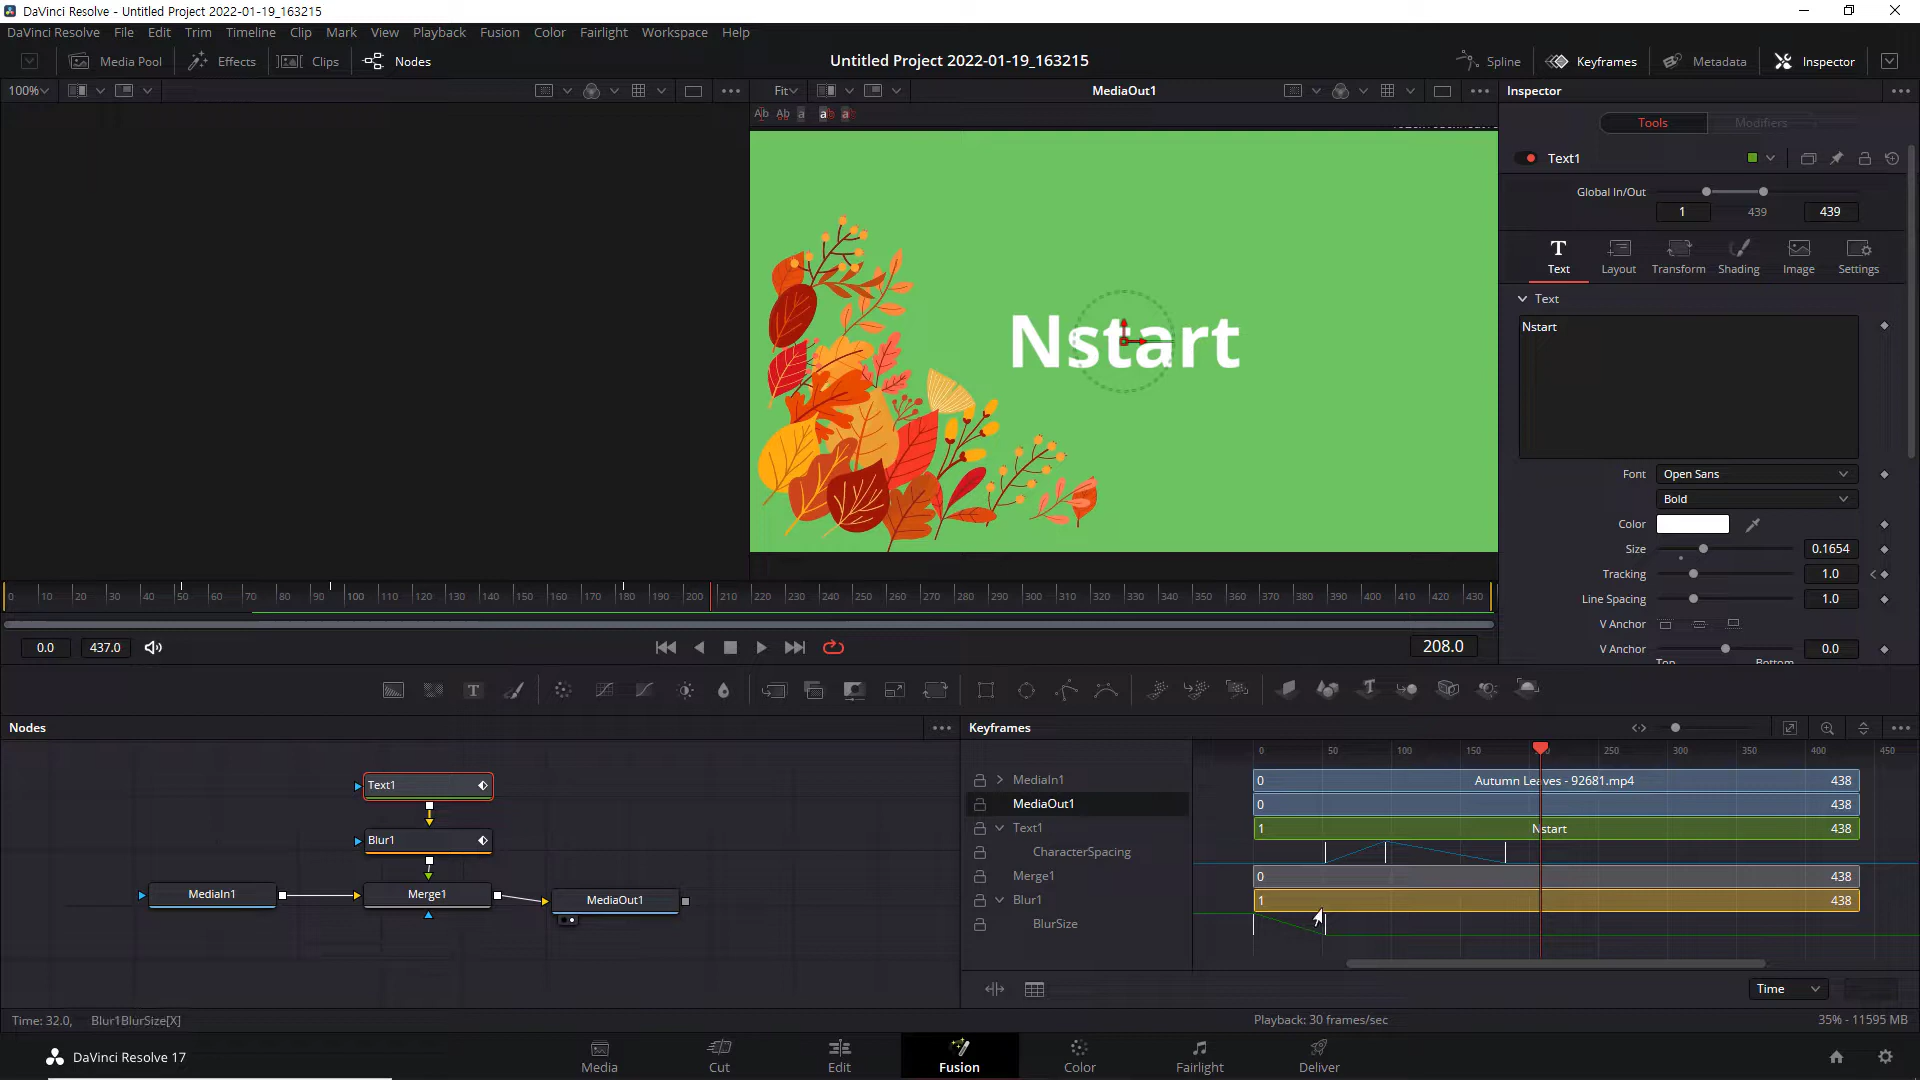 DaVinci Resolve - Untitled Project 2022-01-19_163215
DaVinci Resolve File Edit Trim Timeline Clip Mark View Playback Fusion Color Fairlight Workspace Help
Media Pool Effects Clips Nodes Untitled Project 2022-01-19_163215 Spline Keyframes Metadata Inspector
100% Fit MediaOut1 Inspector
Tools Modifiers
Text1
Global In/Out
1 439 439
Text Layout Transform Shading Image Settings
Text
Nstart
Nstart
Font Open Sans
Bold
Color
Size 0.1654
Tracking 1.0
Line Spacing 1.0
V Anchor
V Anchor 0.0
Top Bottom
0 10 20 30 40 50 60 70 80 90 100 110 120 130 140 150 160 170 180 190 200 220 230 240 250 260 270 280 290 300 310 320 330 340 350 360 370 380 390 400 410 420 430
0.0 437.0 208.0
Nodes Keyframes
0 50 100 150 250 300 350 400 450
Text1
Blur1
MediaIn1
Merge1
MediaOut1
MediaIn1 0 Autumn Leaves - 92681.mp4 438
MediaOut1 0 438
Text1 1 Nstart 438
CharacterSpacing
Merge1 0 438
Blur1 1 438
BlurSize
Time
Time: 32.0, Blur1BlurSize[X] Playback: 30 frames/sec 35% - 11595 MB
DaVinci Resolve 17 Media Cut Edit Fusion Color Fairlight Deliver